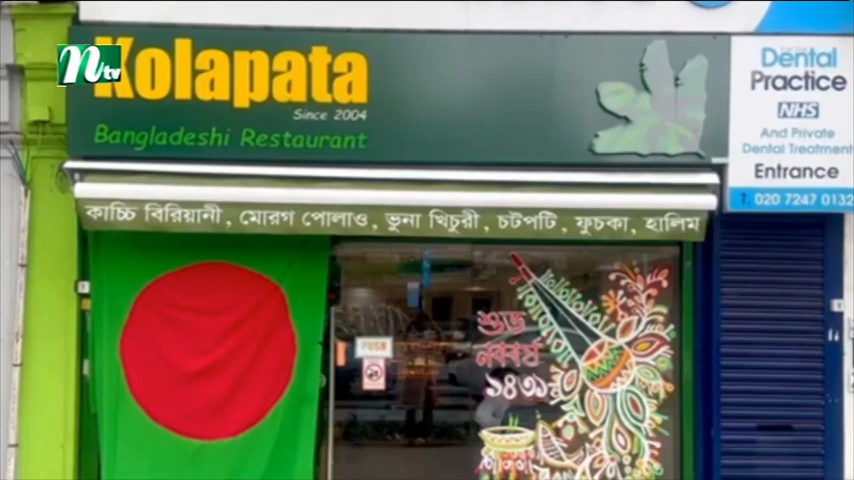 ntv
Kolapata
Since 2004
Bangladeshi Restaurant
কাচ্চি বিরিয়ানী, মোরগ পোলাও, ভুনা খিচুরী, চটপটি, ফুচকা, হালিম
Dental
Practice
NHS
And Private
Dental Treatment
Entrance
T. 020 7247 0132
PUSH
শুভ
নববর্ষ
১৪৩১